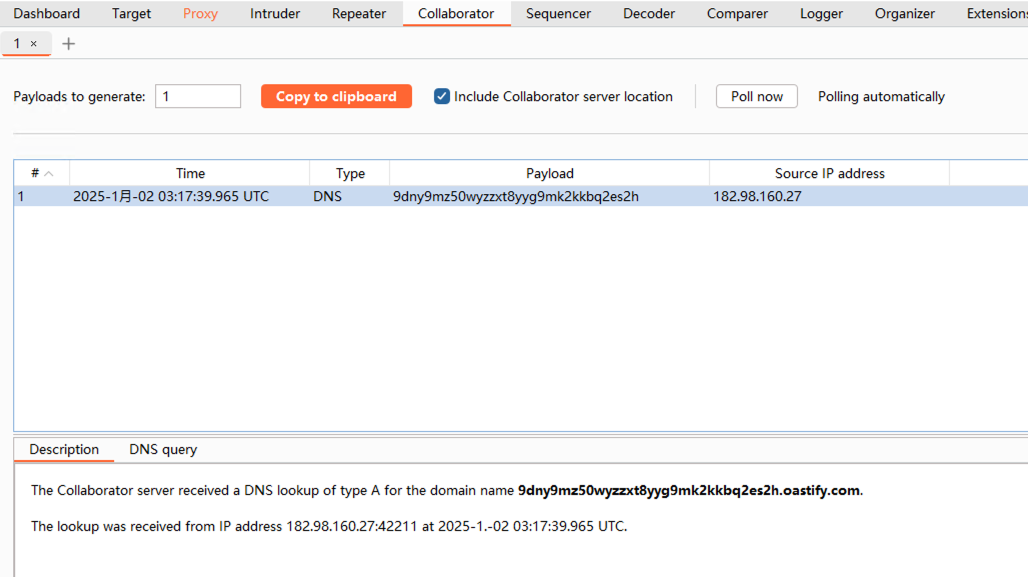 Dashboard Target Proxy Intruder Repeater Collaborator Sequencer Decoder Comparer Logger Organizer Extensions
1 × +
Payloads to generate: 1 Copy to clipboard Include Collaborator server location Poll now Polling automatically
# Time Type Payload Source IP address
1 2025-1月-02 03:17:39.965 UTC DNS 9dny9mz50wyzzxt8yyg9mk2kkbq2es2h 182.98.160.27
Description DNS query
The Collaborator server received a DNS lookup of type A for the domain name 9dny9mz50wyzzxt8yyg9mk2kkbq2es2h.oastify.com.
The lookup was received from IP address 182.98.160.27:42211 at 2025-1.-02 03:17:39.965 UTC.